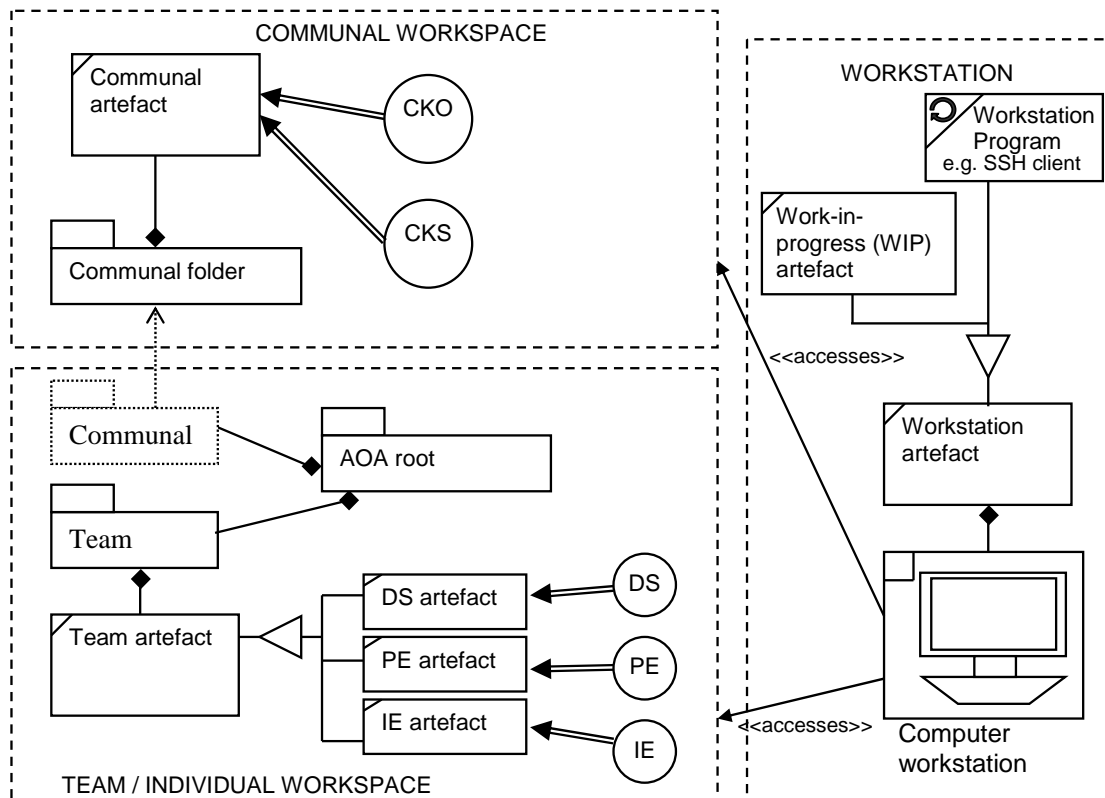 COMMUNAL WORKSPACE
Communal
artefact
CKO
CKS
Communal folder
WORKSTATION
Workstation
Program
e.g. SSH client
Work-in-
progress (WIP)
artefact
<<accesses>>
Workstation
artefact
Communal
AOA root
Team
Team artefact
DS artefact
DS
PE artefact
PE
IE artefact
IE
<<accesses>>
Computer
workstation
TEAM / INDIVIDUAL WORKSPACE